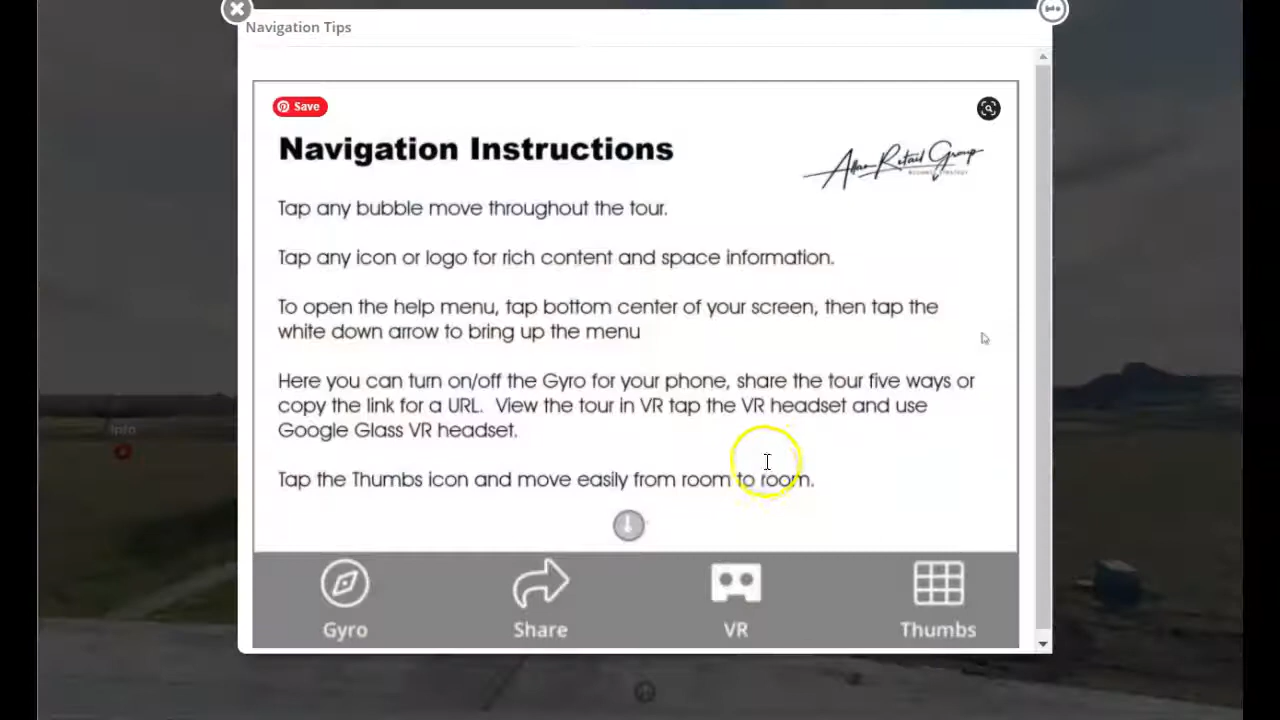 Navigation Tips
Save
Navigation Instructions
Allan Retail Group
Tap any bubble move throughout the tour.
Tap any icon or logo for rich content and space information.
To open the help menu, tap bottom center of your screen, then tap the
white down arrow to bring up the menu
Here you can turn on/off the Gyro for your phone, share the tour five ways or
copy the link for a URL. View the tour in VR tap the VR headset and use
Google Glass VR headset.
Info
Tap the Thumbs icon and move easily from room to room.
Gyro
Share
VR
Thumbs